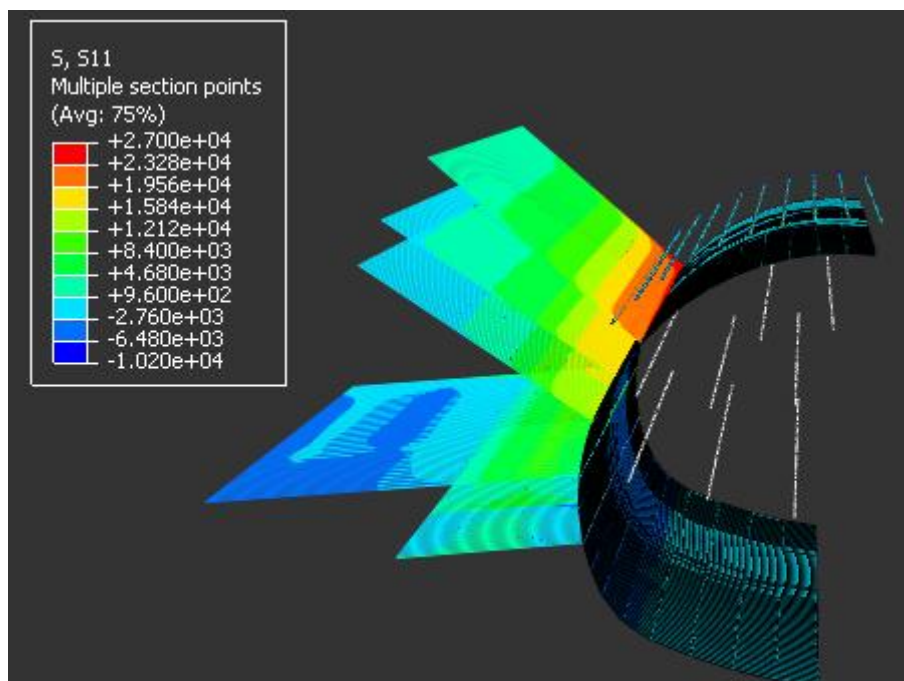 S, S11
Multiple section points
(Avg: 75%)
+2.700e+04
+2.328e+04
+1.956e+04
+1.584e+04
+1.212e+04
+8.400e+03
+4.680e+03
+9.600e+02
-2.760e+03
-6.480e+03
-1.020e+04